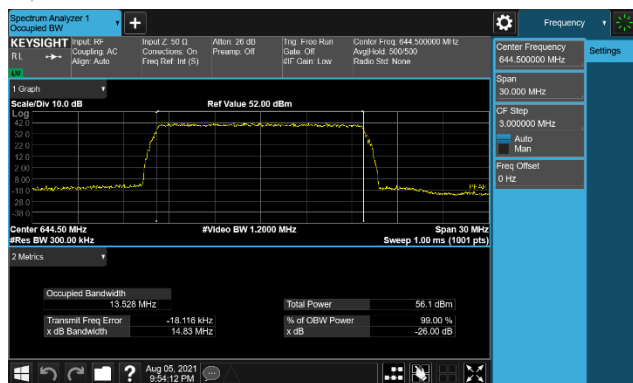 Spectrum Analyzer 1
Occupied BW
Frequency
KEYSIGHT
Input: RF
Input Z: 50 Ω
Atten: 26 dB
Trig: Free Run
Center Freq: 644.500000 MHz
RL
Coupling: AC
Corrections: On
Preamp: Off
Gate: Off
Avg|Hold: 500/500
Align: Auto
Freq Ref: Int (S)
#IF Gain: Low
Radio Std: None
Center Frequency
644.500000 MHz
Settings
Span
30.000 MHz
CF Step
3.000000 MHz
Auto
Man
Freq Offset
0 Hz
1 Graph
Scale/Div 10.0 dB
Ref Value 52.00 dBm
Log
42.0
32.0
22.0
12.0
2.00
-8.00
-18.0
-28.0
-38.0
PEAK
Center 644.50 MHz
#Video BW 1.2000 MHz
Span 30 MHz
#Res BW 300.00 kHz
Sweep 1.00 ms (1001 pts)
2 Metrics
Occupied Bandwidth
13.528 MHz
Total Power
56.1 dBm
Transmit Freq Error
-18.116 kHz
% of OBW Power
99.00 %
x dB Bandwidth
14.83 MHz
x dB
-26.00 dB
?
Aug 05, 2021
9:54:12 PM